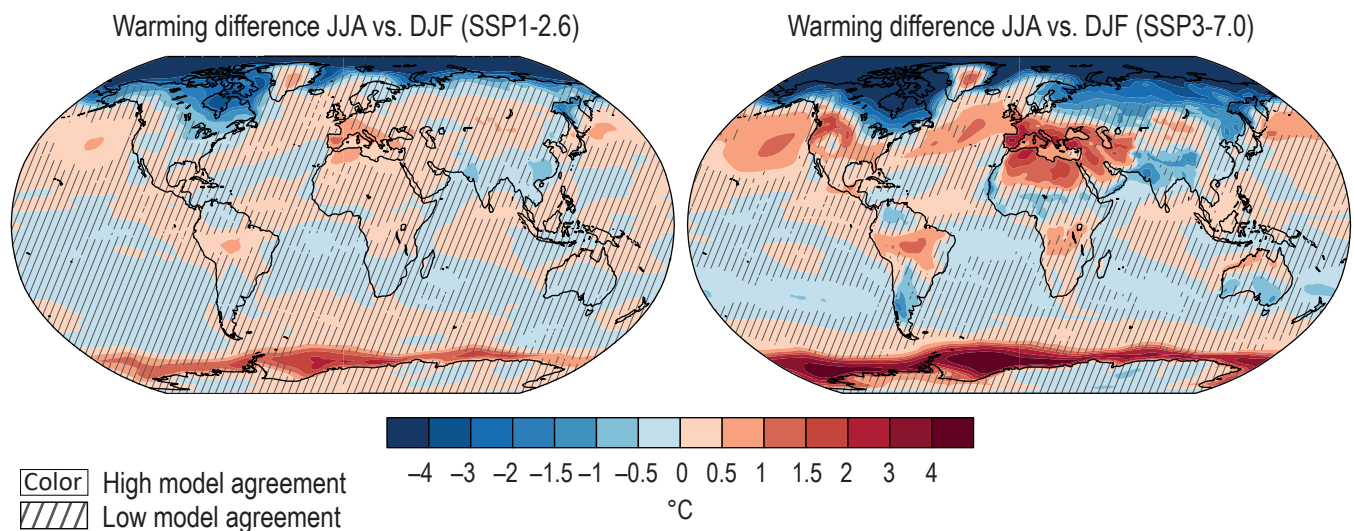 Warming difference JJA vs. DJF (SSP1-2.6)
Warming difference JJA vs. DJF (SSP3-7.0)
–4 –3 –2 –1.5 –1 –0.5 0 0.5 1 1.5 2 3 4
°C
Color High model agreement
Low model agreement